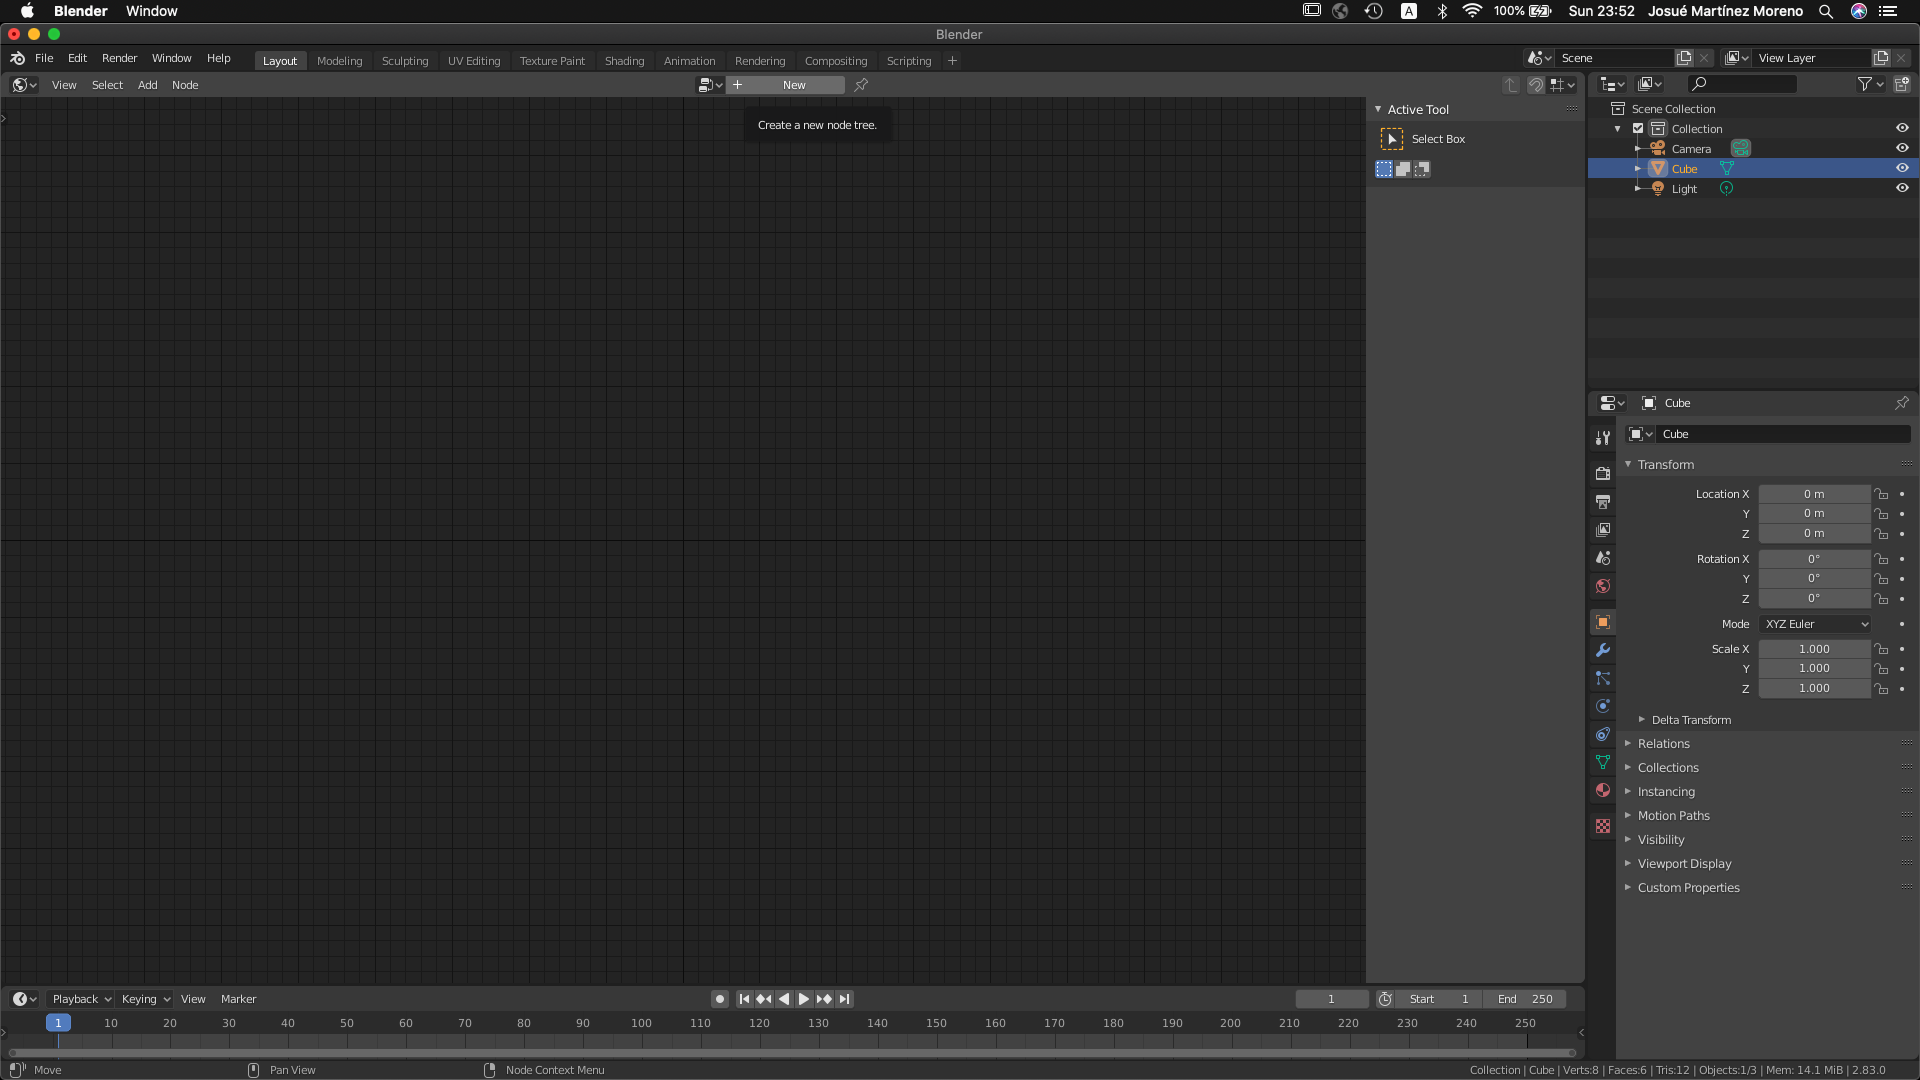 Blender Window A 100% Sun 23:52 Josué Martínez Moreno
Blender
File Edit Render Window Help Layout Modeling Sculpting UV Editing Texture Paint Shading Animation Rendering Compositing Scripting + Scene View Layer
View Select Add Node + New
Create a new node tree.
Active Tool
Select Box
Scene Collection
Collection
Camera
Cube
Light
Cube
Cube
Transform
Location X 0 m
Y 0 m
Z 0 m
Rotation X 0°
Y 0°
Z 0°
Mode XYZ Euler
Scale X 1.000
Y 1.000
Z 1.000
Delta Transform
Relations
Collections
Instancing
Motion Paths
Visibility
Viewport Display
Custom Properties
Playback Keying View Marker 1 Start 1 End 250
1 10 20 30 40 50 60 70 80 90 100 110 120 130 140 150 160 170 180 190 200 210 220 230 240 250
Move Pan View Node Context Menu Collection | Cube | Verts:8 | Faces:6 | Tris:12 | Objects:1/3 | Mem: 14.1 MiB | 2.83.0